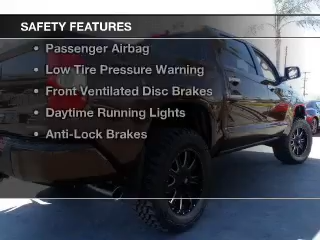 SAFETY FEATURES
• Passenger Airbag
• Low Tire Pressure Warning
• Front Ventilated Disc Brakes
• Daytime Running Lights
• Anti-Lock Brakes